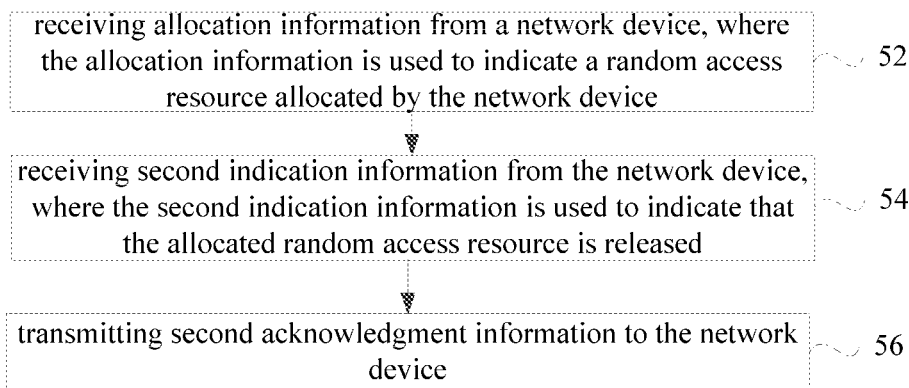 receiving allocation information from a network device, where
the allocation information is used to indicate a random access
resource allocated by the network device
52
receiving second indication information from the network device,
where the second indication information is used to indicate that
the allocated random access resource is released
54
transmitting second acknowledgment information to the network
device
56